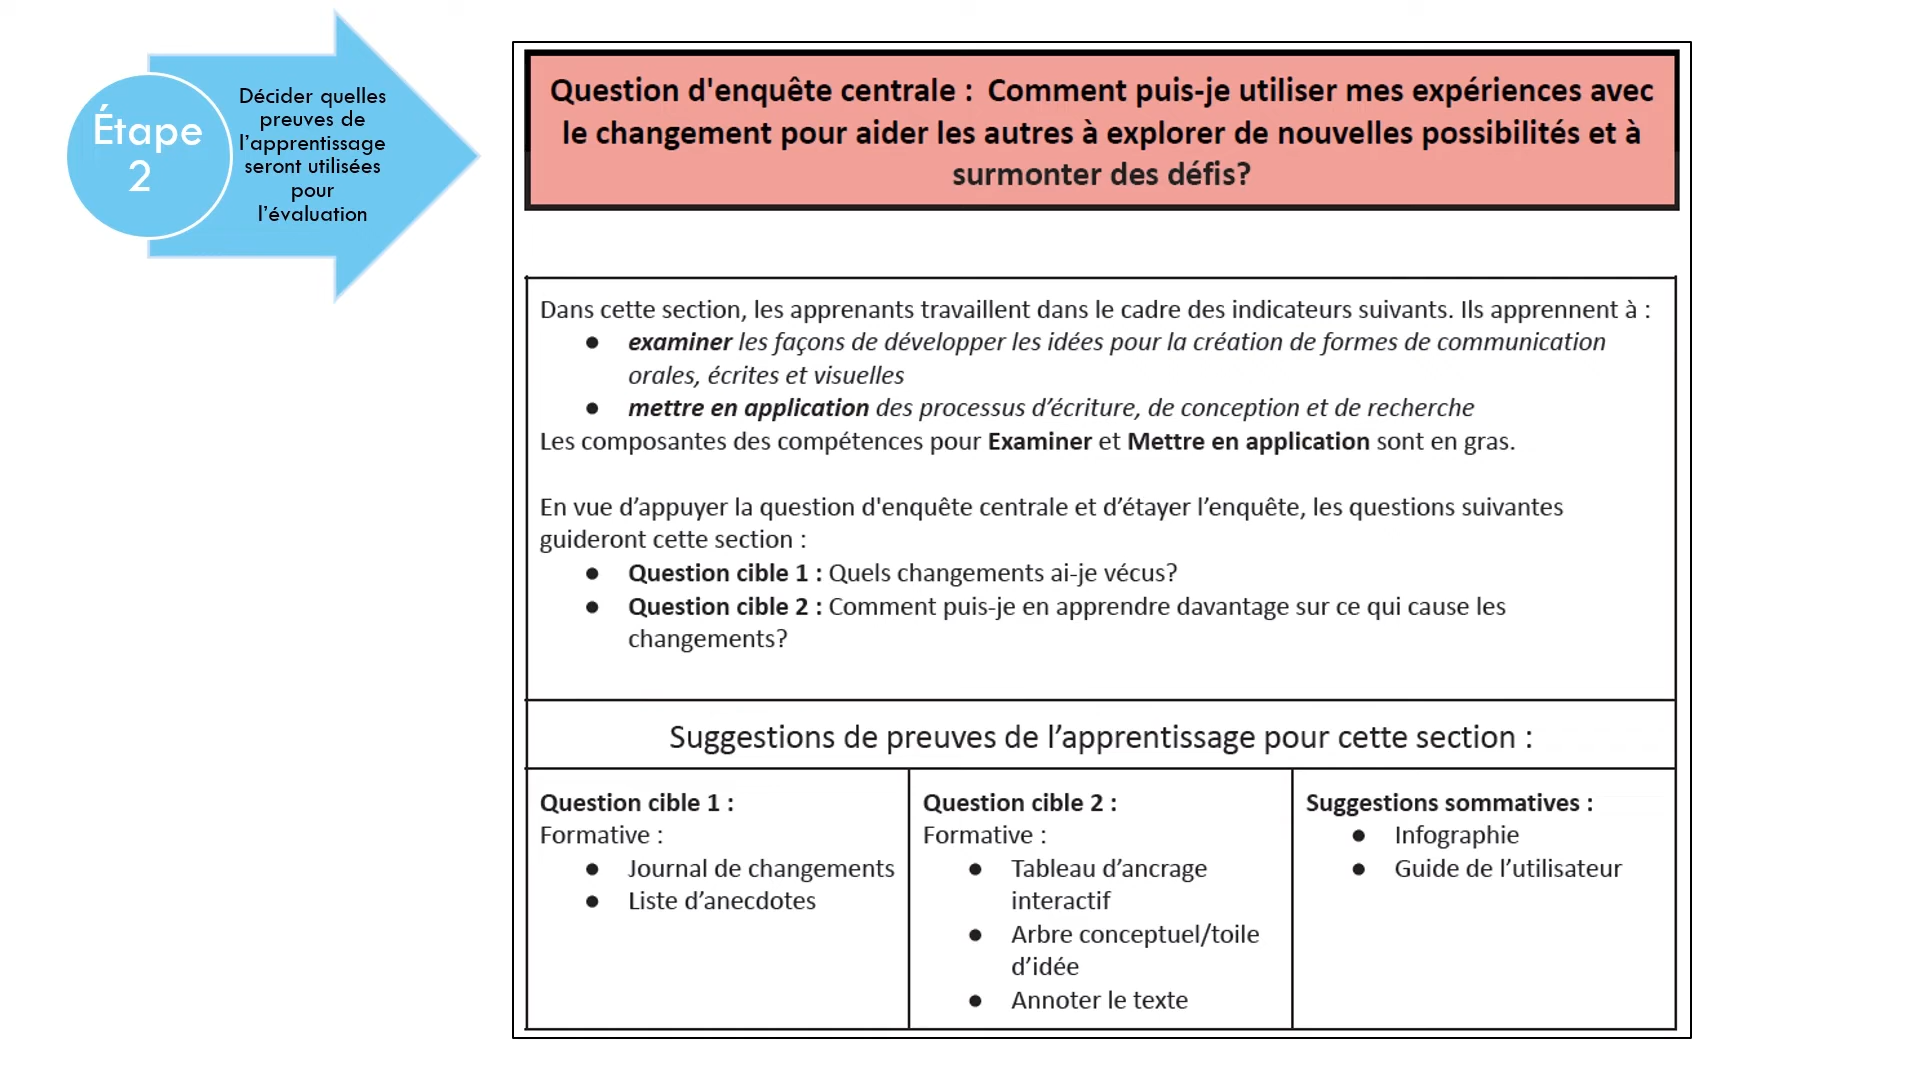 Étape
2
Décider quelles
preuves de
l’apprentissage
seront utilisées
pour
l’évaluation
Question d'enquête centrale : Comment puis-je utiliser mes expériences avec
le changement pour aider les autres à explorer de nouvelles possibilités et à
surmonter des défis?
Dans cette section, les apprenants travaillent dans le cadre des indicateurs suivants. Ils apprennent à :
● examiner les façons de développer les idées pour la création de formes de communication
orales, écrites et visuelles
● mettre en application des processus d’écriture, de conception et de recherche
Les composantes des compétences pour Examiner et Mettre en application sont en gras.
En vue d’appuyer la question d'enquête centrale et d’étayer l’enquête, les questions suivantes
guideront cette section :
● Question cible 1 : Quels changements ai-je vécus?
● Question cible 2 : Comment puis-je en apprendre davantage sur ce qui cause les
changements?
Suggestions de preuves de l’apprentissage pour cette section :
Question cible 1 :
Formative :
● Journal de changements
● Liste d’anecdotes
Question cible 2 :
Formative :
● Tableau d’ancrage
interactif
● Arbre conceptuel/toile
d’idée
● Annoter le texte
Suggestions sommatives :
● Infographie
● Guide de l’utilisateur